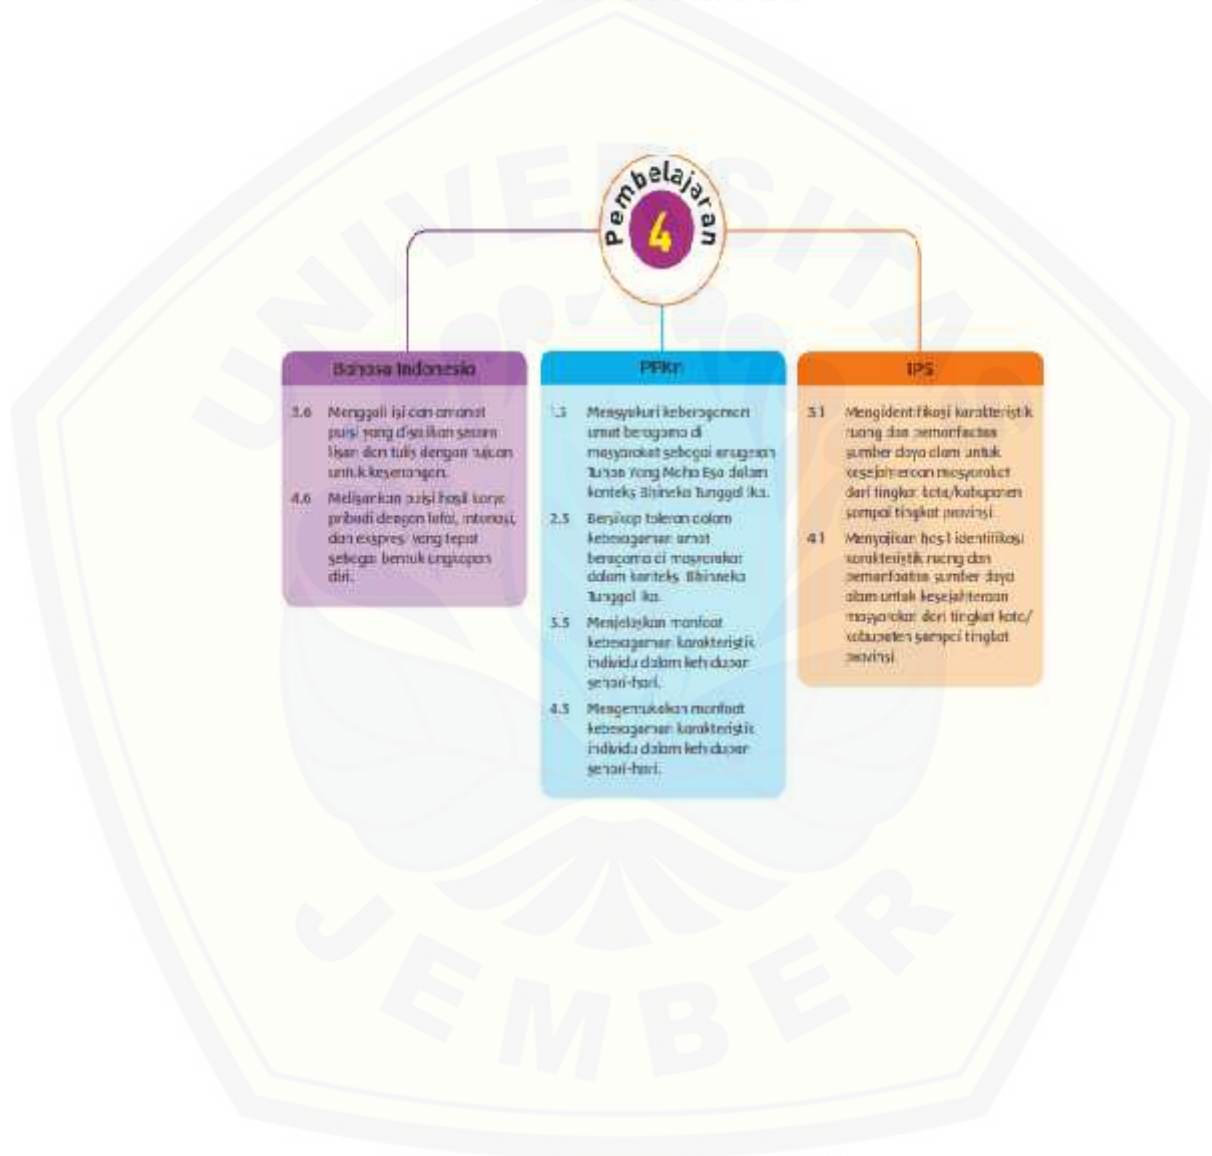 Pembelajaran
4
Bahasa Indonesia
3.6 Menggali isi dan amanat
puisi yang disajikan secara
lisan dan tulis dengan tujuan
untuk kesenangan.
4.6 Melisankan puisi hasil karya
pribadi dengan lafal, intonasi,
dan ekspresi yang tepat
sebagai bentuk ungkapan
diri.
PPKn
1.3 Mensyukuri keberagaman
umat beragama di
masyarakat sebagai anugerah
Tuhan Yang Maha Esa dalam
konteks Bhineka Tunggal Ika.
2.3 Bersikap toleran dalam
keberagaman umat
beragama di masyarakat
dalam konteks Bhinneka
Tunggal Ika.
3.3 Menjelaskan manfaat
keberagaman karakteristik
individu dalam kehidupan
sehari-hari.
4.3 Mengemukakan manfaat
keberagaman karakteristik
individu dalam kehidupan
sehari-hari.
IPS
3.1 Mengidentifikasi karakteristik
ruang dan pemanfaatan
sumber daya alam untuk
kesejahteraan masyarakat
dari tingkat kota/kabupaten
sampai tingkat provinsi.
4.1 Menyajikan hasil identifikasi
karakteristik ruang dan
pemanfaatan sumber daya
alam untuk kesejahteraan
masyarakat dari tingkat kota/
kabupaten sampai tingkat
provinsi.
UNIVERSITAS
JEMBER